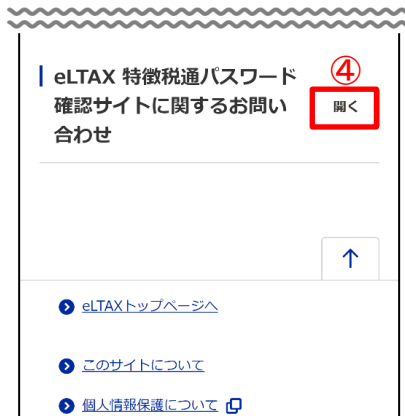 eLTAX 特徴税通パスワード
④
確認サイトに関するお問い
開く
合わせ
↑
eLTAXトップページへ
このサイトについて
個人情報保護について